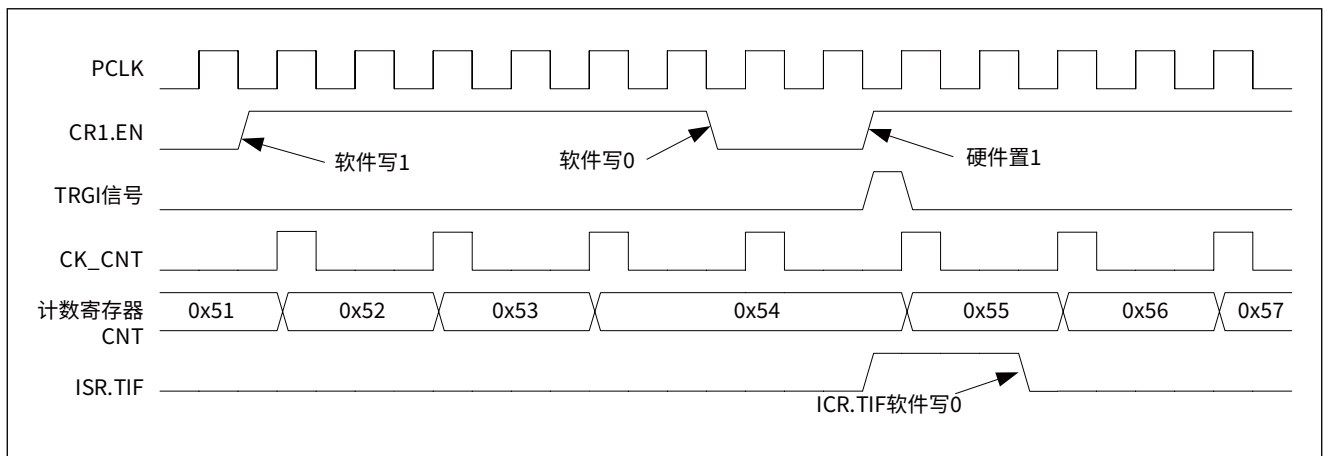 PCLK
CR1.EN
软件写1
软件写0
硬件置1
TRGI信号
CK_CNT
计数寄存器
CNT
0x51
0x52
0x53
0x54
0x55
0x56
0x57
ISR.TIF
ICR.TIF软件写0